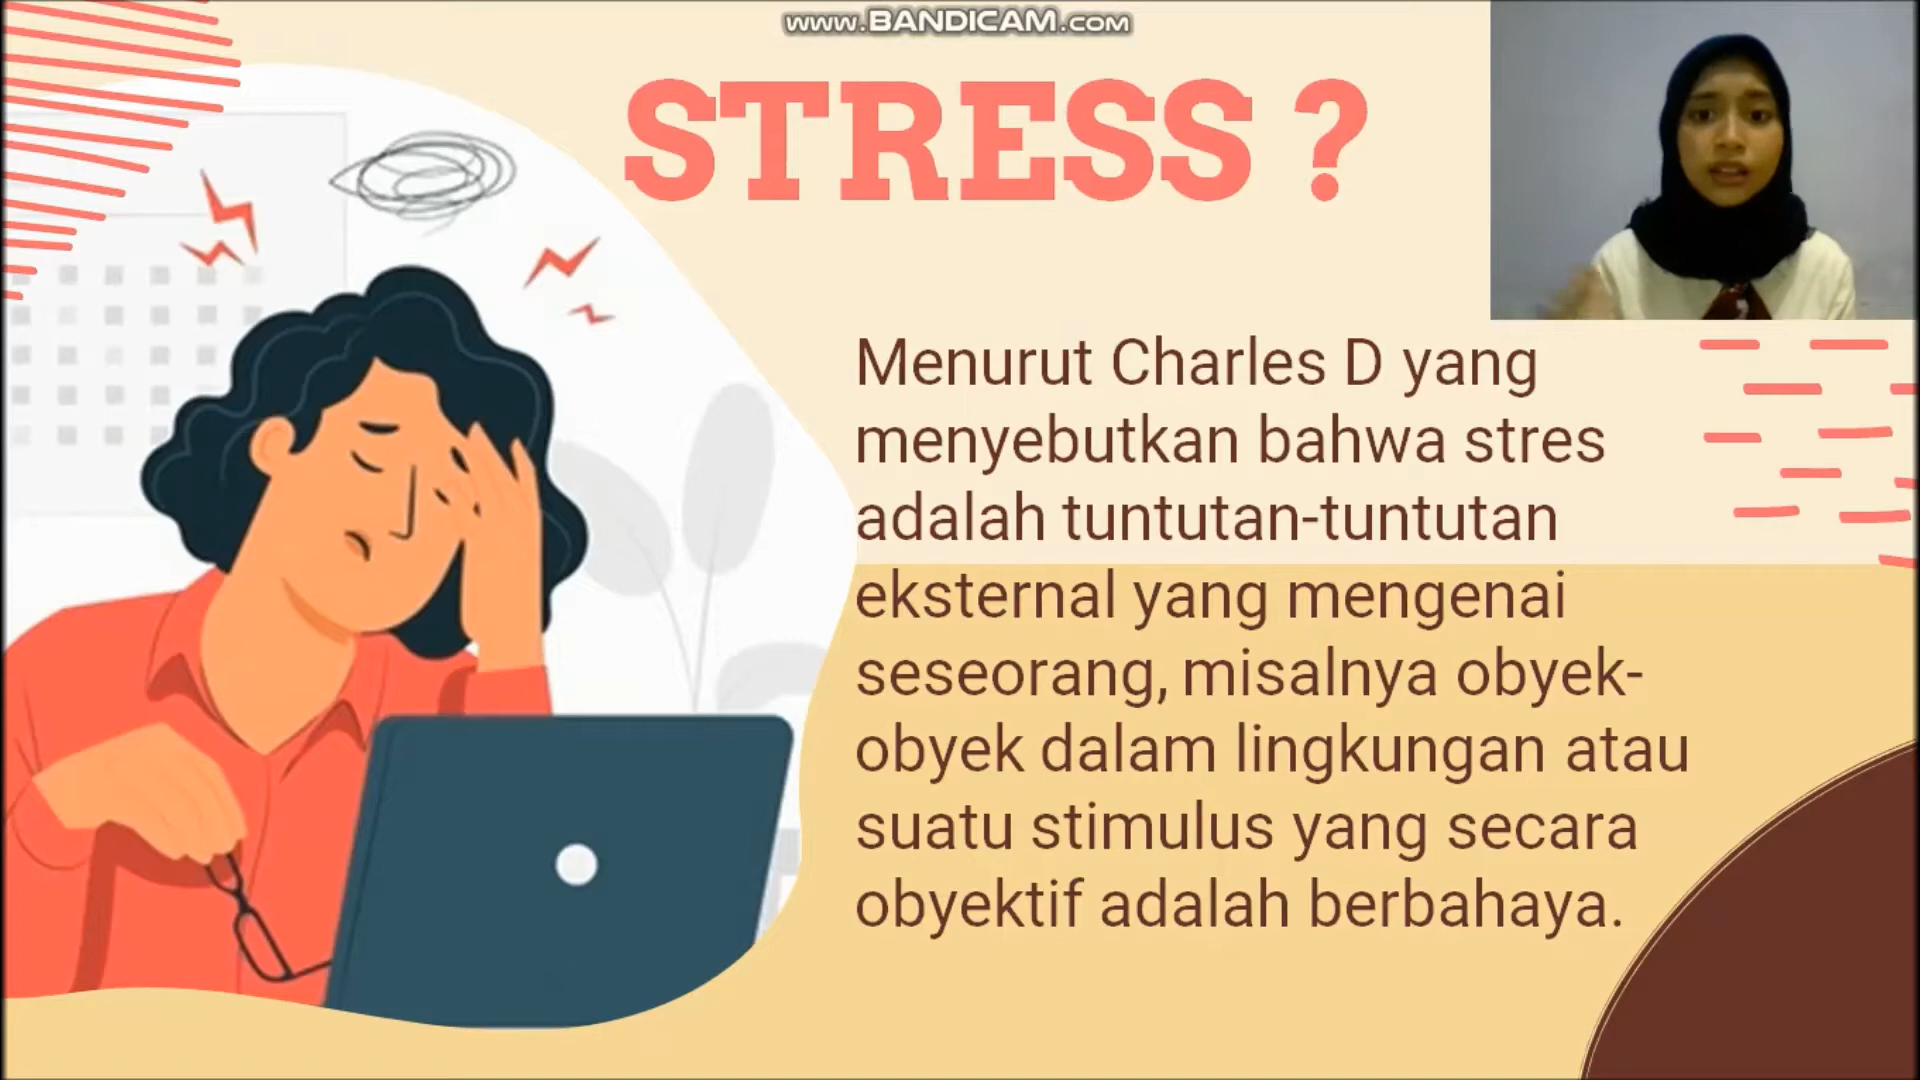 www.BANDICAM.com
STRESS ?
Menurut Charles D yang
menyebutkan bahwa stres
adalah tuntutan-tuntutan
eksternal yang mengenai
seseorang, misalnya obyek-
obyek dalam lingkungan atau
suatu stimulus yang secara
obyektif adalah berbahaya.